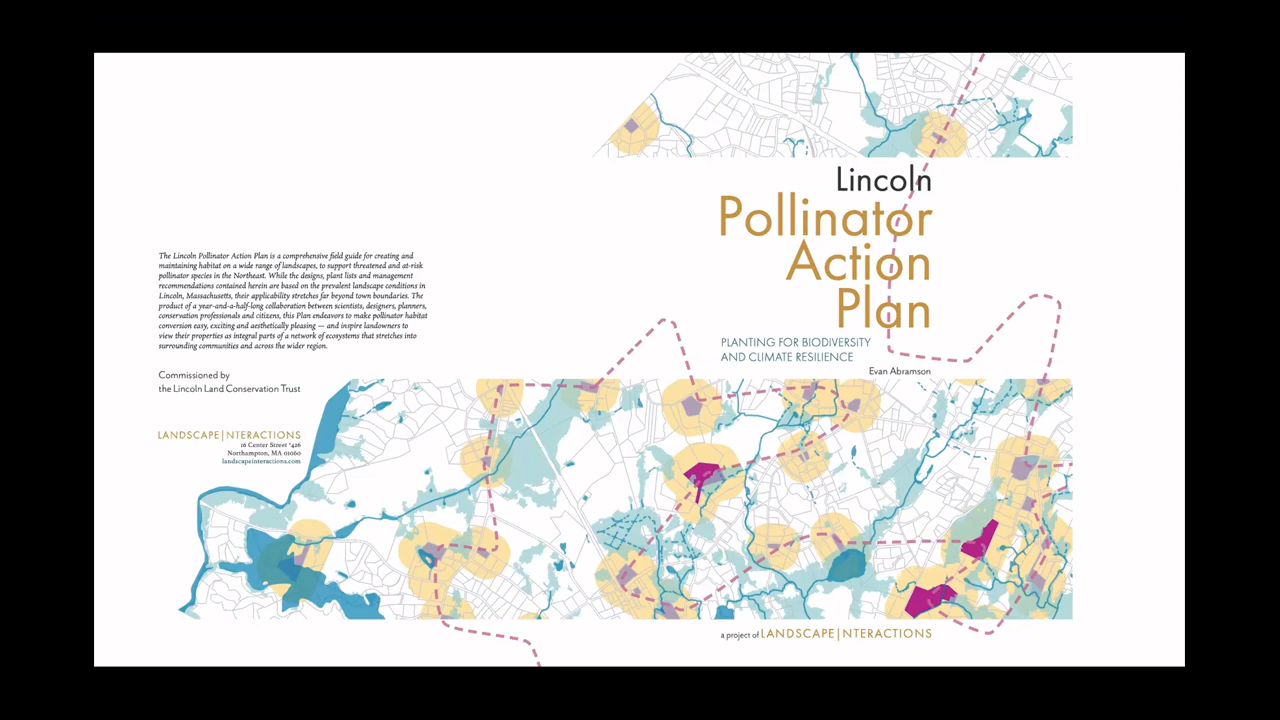 The Lincoln Pollinator Action Plan is a comprehensive field guide for creating and
maintaining habitat on a wide range of landscapes, to support threatened and at-risk
pollinator species in the Northeast. While the designs, plant lists and management
recommendations contained herein are based on the prevalent landscape conditions in
Lincoln, Massachusetts, their applicability stretches far beyond town boundaries. The
product of a year-and-a-half-long collaboration between scientists, designers, planners,
conservation professionals and citizens, this Plan endeavors to make pollinator habitat
conversion easy, exciting and aesthetically pleasing — and inspire landowners to
view their properties as integral parts of a network of ecosystems that stretches into
surrounding communities and across the wider region.
Commissioned by
the Lincoln Land Conservation Trust
LANDSCAPE|NTERACTIONS
16 Center Street #426
Northampton, MA 01060
landscapeinteractions.com
Lincoln
Pollinator
Action
Plan
PLANTING FOR BIODIVERSITY
AND CLIMATE RESILIENCE
Evan Abramson
a project of LANDSCAPE|NTERACTIONS